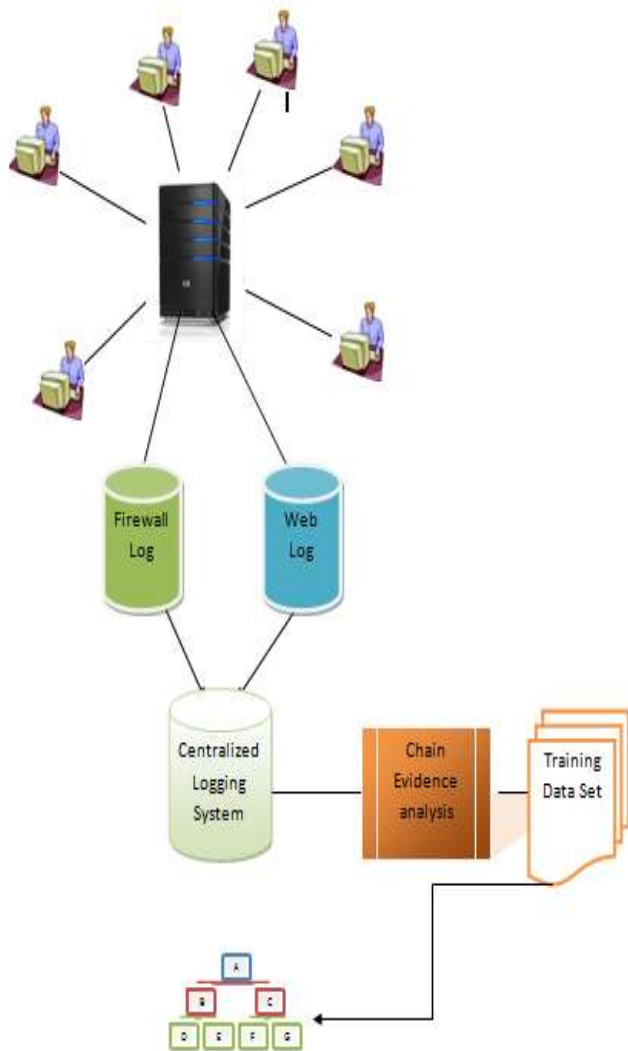 Firewall
Log
Web
Log
Centralized
Logging
System
Chain
Evidence
analysis
Training
Data Set
A
B C
D E F G